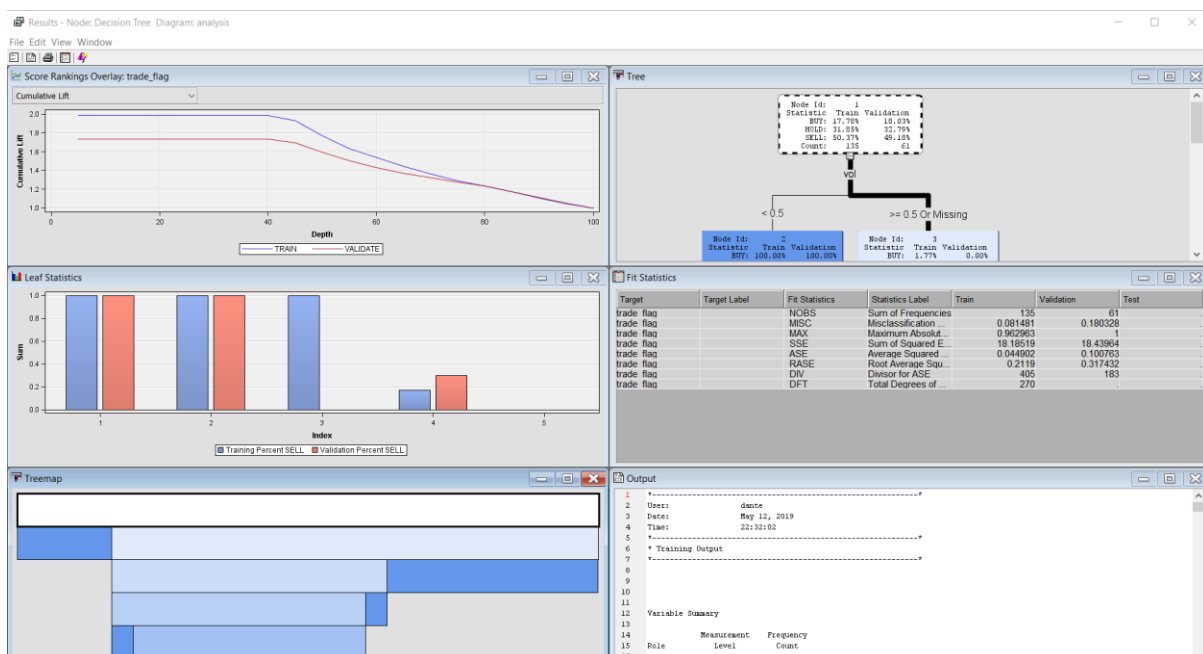 Results - Node: Decision Tree Diagram: analysis
File Edit View Window
Score Rankings Overlay: trade_flag
Cumulative Lift
Cumulative Lift
2.0
1.8
1.6
1.4
1.2
1.0
0 20 40 60 80 100
Depth
TRAIN VALIDATE
Tree
Node Id: 1
Statistic Train Validation
BUY: 17.78% 18.03%
HOLD: 31.85% 32.79%
SELL: 50.37% 49.18%
Count: 135 61
vol
< 0.5 >= 0.5 Or Missing
Node Id: 2
Statistic Train Validation
BUY: 100.00% 100.00%
Node Id: 3
Statistic Train Validation
BUY: 1.77% 0.00%
Leaf Statistics
Sum
1.0
0.8
0.6
0.4
0.2
0.0
1 2 3 4 5
Index
Training Percent SELL Validation Percent SELL
Fit Statistics
Target Target Label Fit Statistics Statistics Label Train Validation Test
trade flag NOBS Sum of Frequencies 135 61 .
trade flag MISC Misclassification ... 0.081481 0.180328 .
trade flag MAX Maximum Absolut... 0.962963 1 .
trade flag SSE Sum of Squared E... 18.18519 18.43964 .
trade flag ASE Average Squared ... 0.044902 0.100763 .
trade flag RASE Root Average Squ... 0.2119 0.317432 .
trade flag DIV Divisor for ASE 405 183 .
trade flag DFT Total Degrees of ... 270 . .
Treemap
Output
1 *------------------------------------------------------------*
2 User: dante
3 Date: May 12, 2019
4 Time: 22:32:02
5 *------------------------------------------------------------*
6 * Training Output
7 *------------------------------------------------------------*
8
9
10
11
12 Variable Summary
13
14 Measurement Frequency
15 Role Level Count